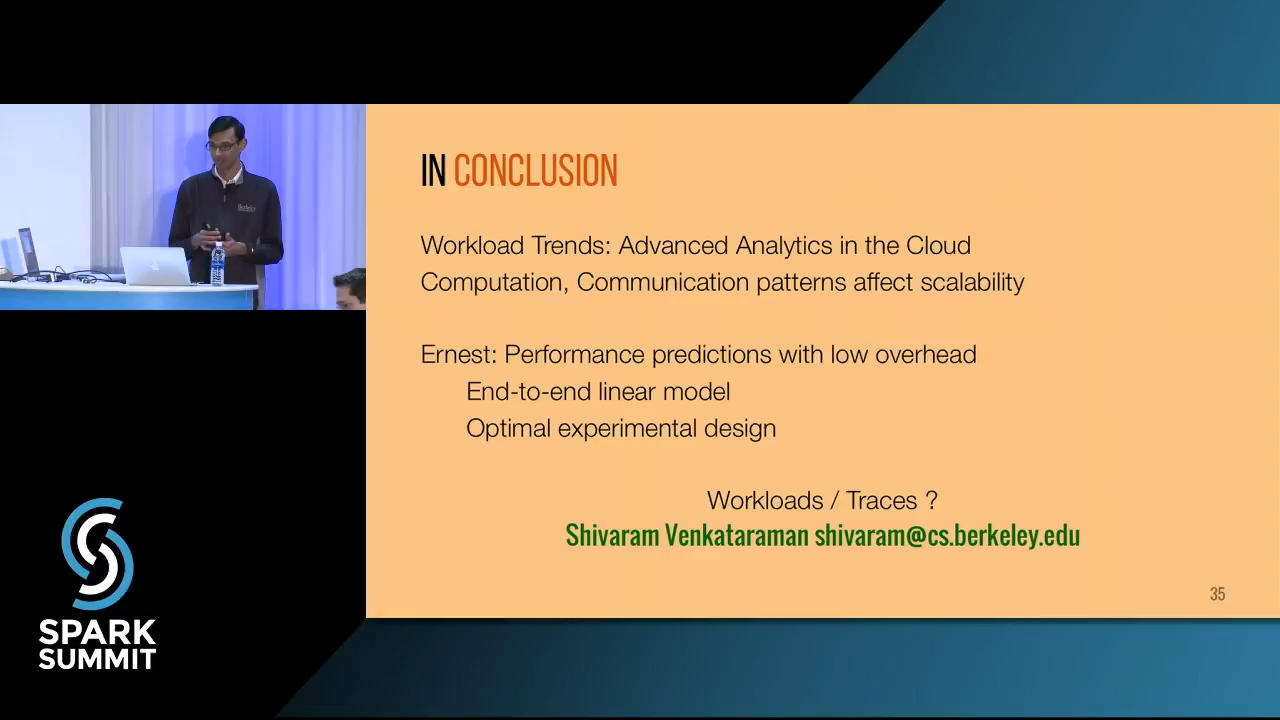 IN CONCLUSION
Workload Trends: Advanced Analytics in the Cloud
Computation, Communication patterns affect scalability
Ernest: Performance predictions with low overhead
End-to-end linear model
Optimal experimental design
Workloads / Traces ?
Shivaram Venkataraman shivaram@cs.berkeley.edu
35
Berkeley
SPARK
SUMMIT